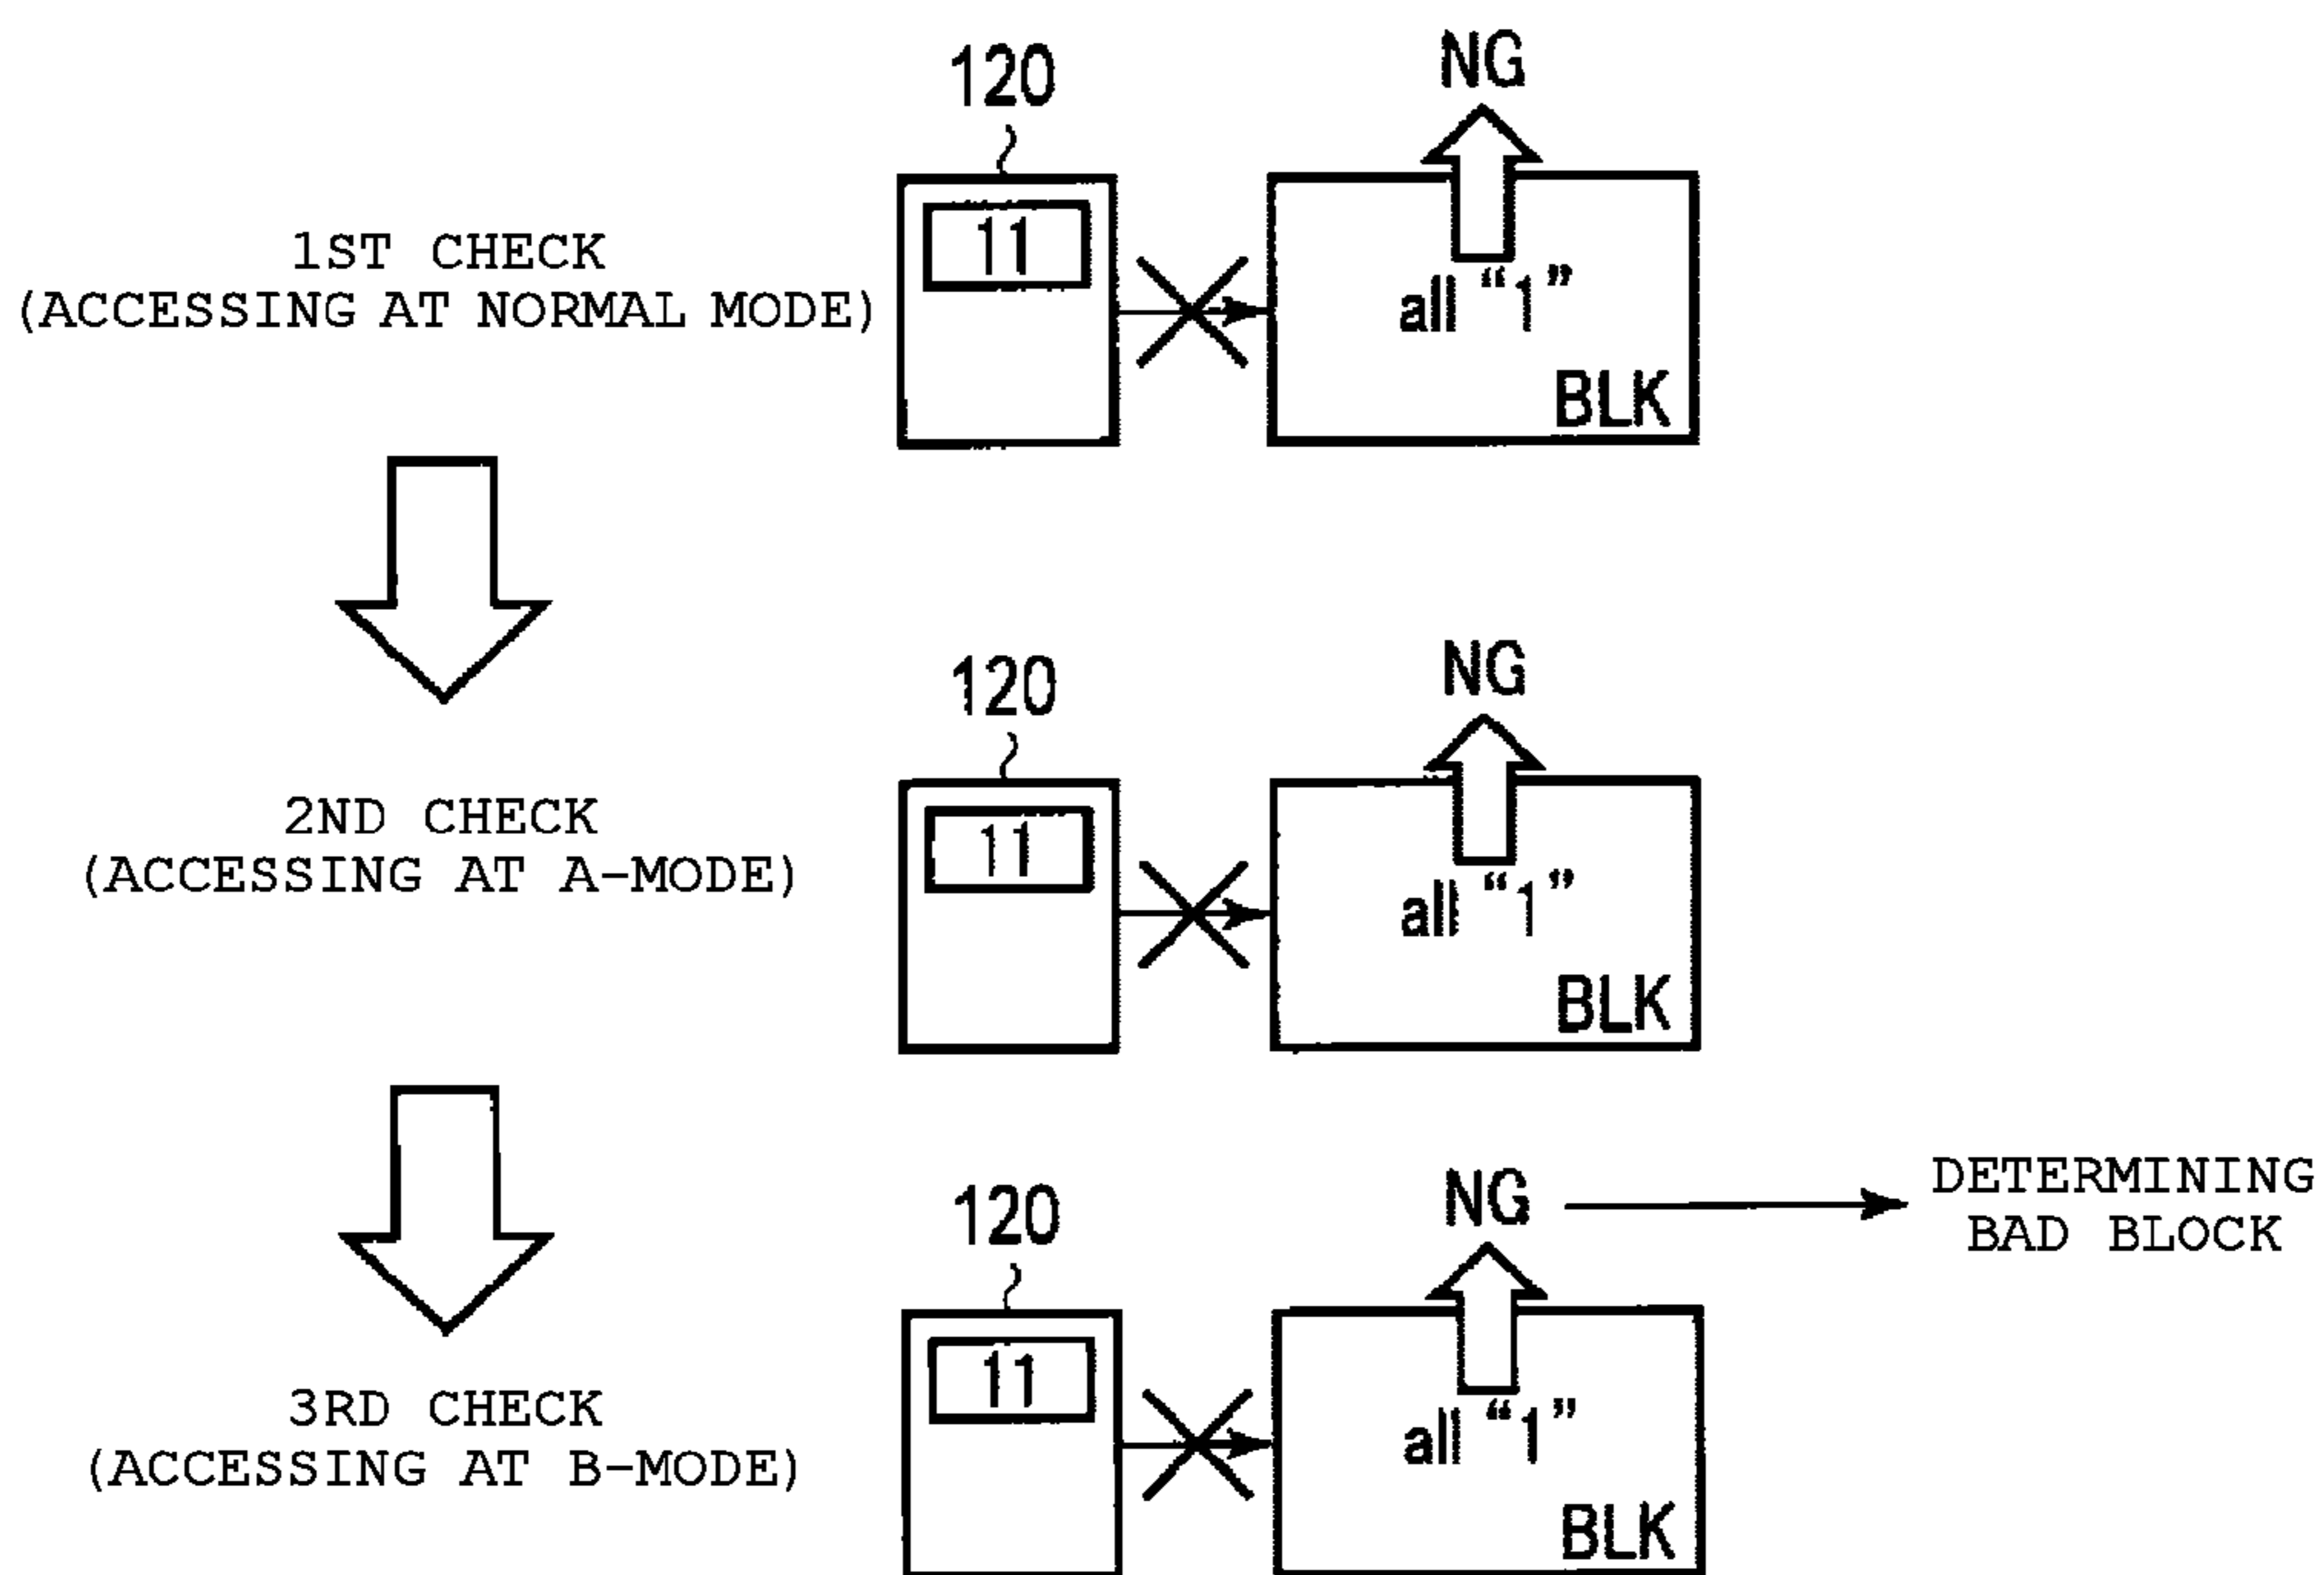 120
NG
11
1ST CHECK
(ACCESSING AT NORMAL MODE)
all “1”
BLK
120
NG
11
2ND CHECK
(ACCESSING AT A-MODE)
all “1”
BLK
120
NG
DETERMINING
BAD BLOCK
11
3RD CHECK
(ACCESSING AT B-MODE)
all “1”
BLK